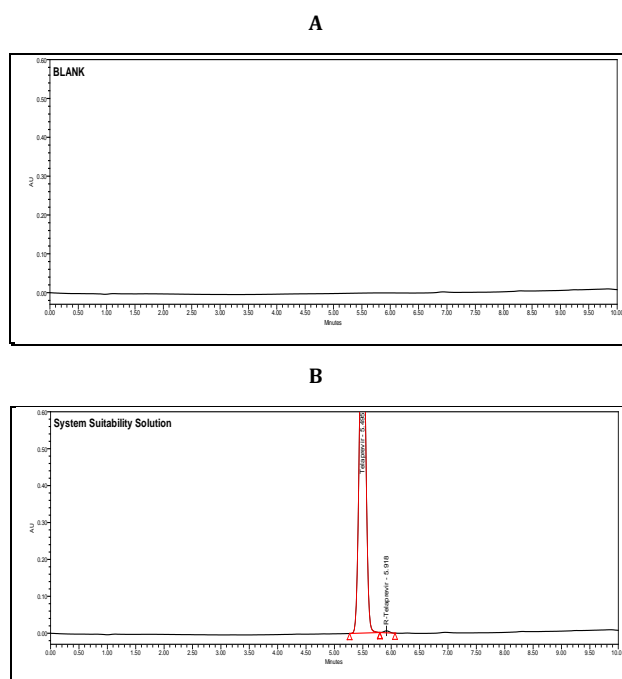 A
BLANK
0.60
0.50
0.40
AU
0.30
0.20
0.10
0.00
0.00 0.50 1.00 1.50 2.00 2.50 3.00 3.50 4.00 4.50 5.00 5.50 6.00 6.50 7.00 7.50 8.00 8.50 9.00 9.50 10.00
Minutes
B
System Suitability Solution
Telaprevir - 5.495
R-Telaprevir - 5.918
0.60
0.50
0.40
AU
0.30
0.20
0.10
0.00
0.00 0.50 1.00 1.50 2.00 2.50 3.00 3.50 4.00 4.50 5.00 5.50 6.00 6.50 7.00 7.50 8.00 8.50 9.00 9.50 10.00
Minutes